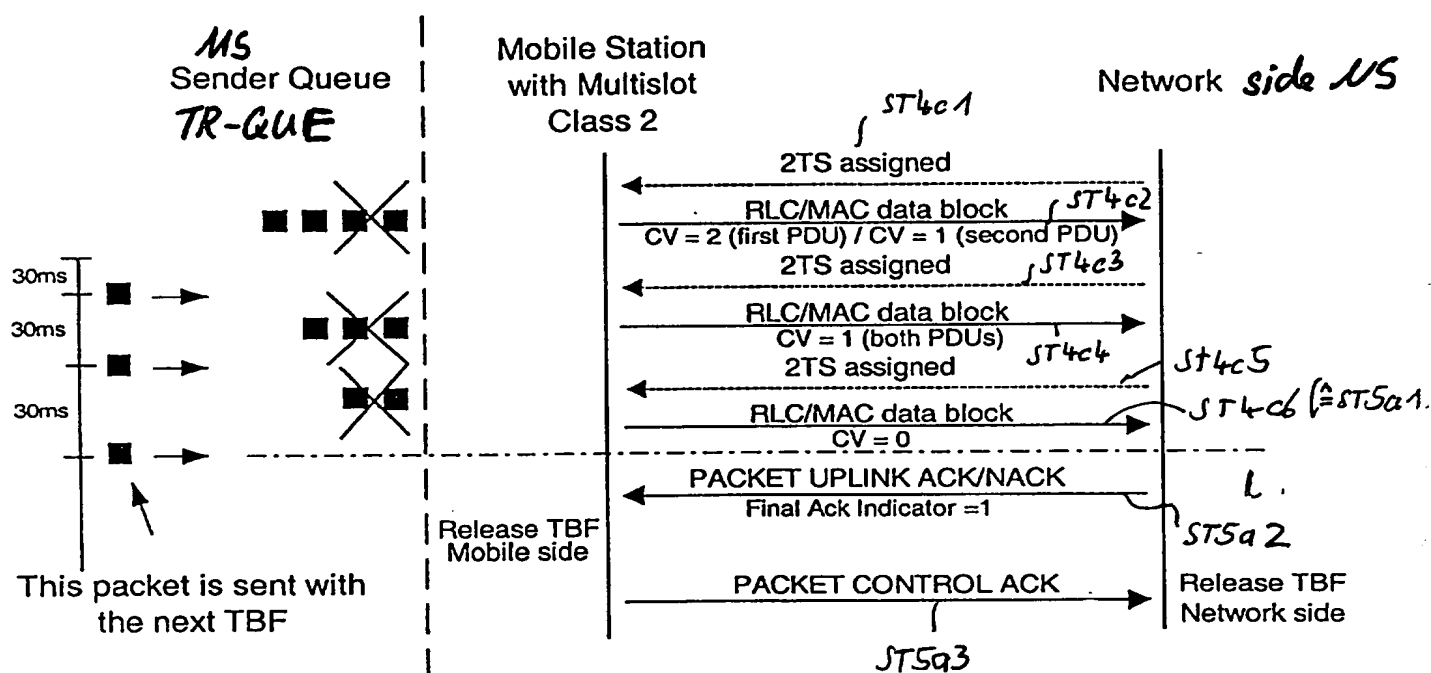 MS
Sender Queue
TR-QUE
Mobile Station
with Multislot
Class 2
Network side NS
ST4c1
2TS assigned
RLC/MAC data block
ST4c2
CV = 2 (first PDU) / CV = 1 (second PDU)
2TS assigned
ST4c3
30ms
RLC/MAC data block
CV = 1 (both PDUs)
ST4c4
30ms
2TS assigned
St4c5
30ms
RLC/MAC data block
ST4c6 (≙ST5a1.
CV = 0
PACKET UPLINK ACK/NACK
Final Ack Indicator =1
ST5a2
Release TBF
Mobile side
This packet is sent with
the next TBF
PACKET CONTROL ACK
Release TBF
Network side
ST5a3